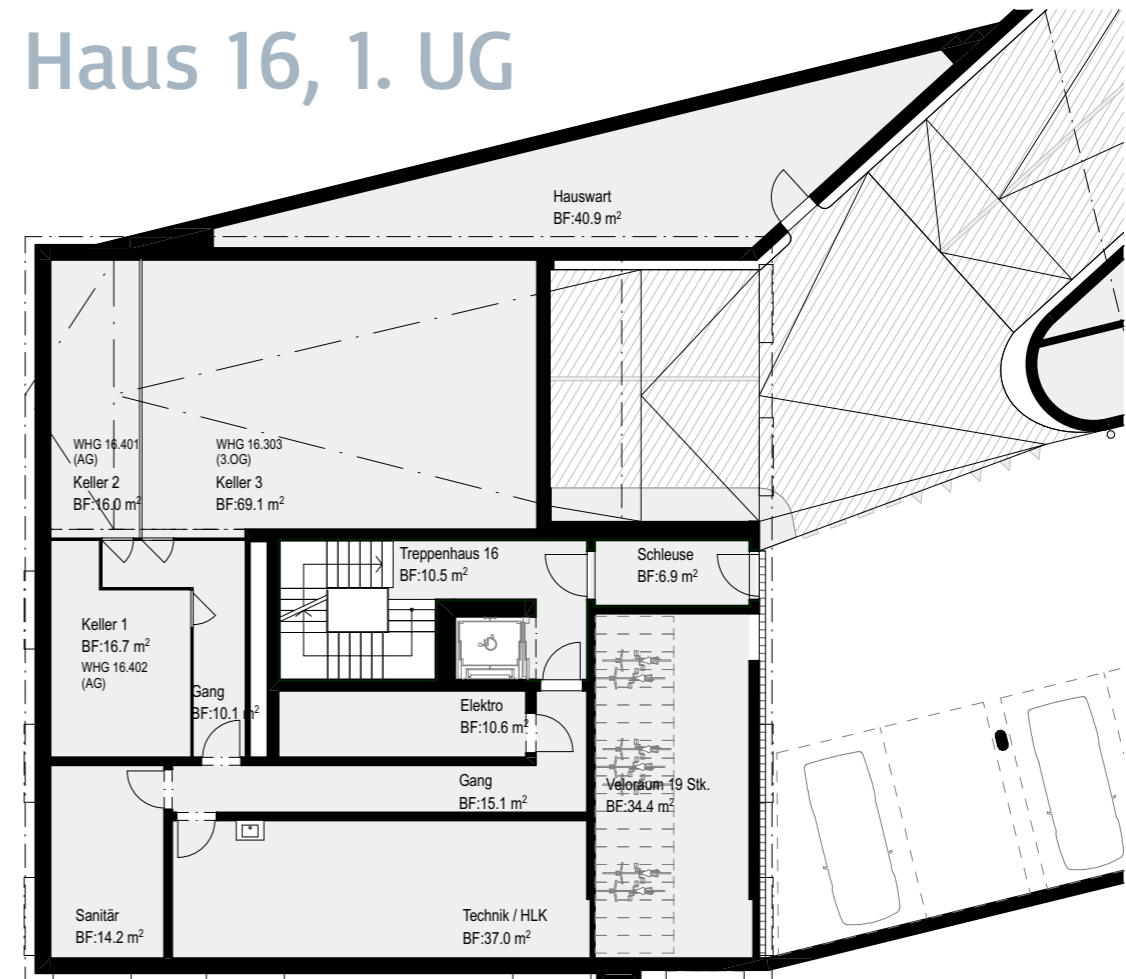 Haus 16, 1. UG
Hauswart
BF:40.9 m²
WHG 16.401
(AG)
Keller 2
BF:16.0 m²
WHG 16.303
(3.OG)
Keller 3
BF:69.1 m²
Treppenhaus 16
BF:10.5 m²
Schleuse
BF:6.9 m²
Keller 1
BF:16.7 m²
WHG 16.402
(AG)
Gang
BF:10.1 m²
Elektro
BF:10.6 m²
Gang
BF:15.1 m²
Veloraum 19 Stk.
BF:34.4 m²
Sanitär
BF:14.2 m²
Technik / HLK
BF:37.0 m²